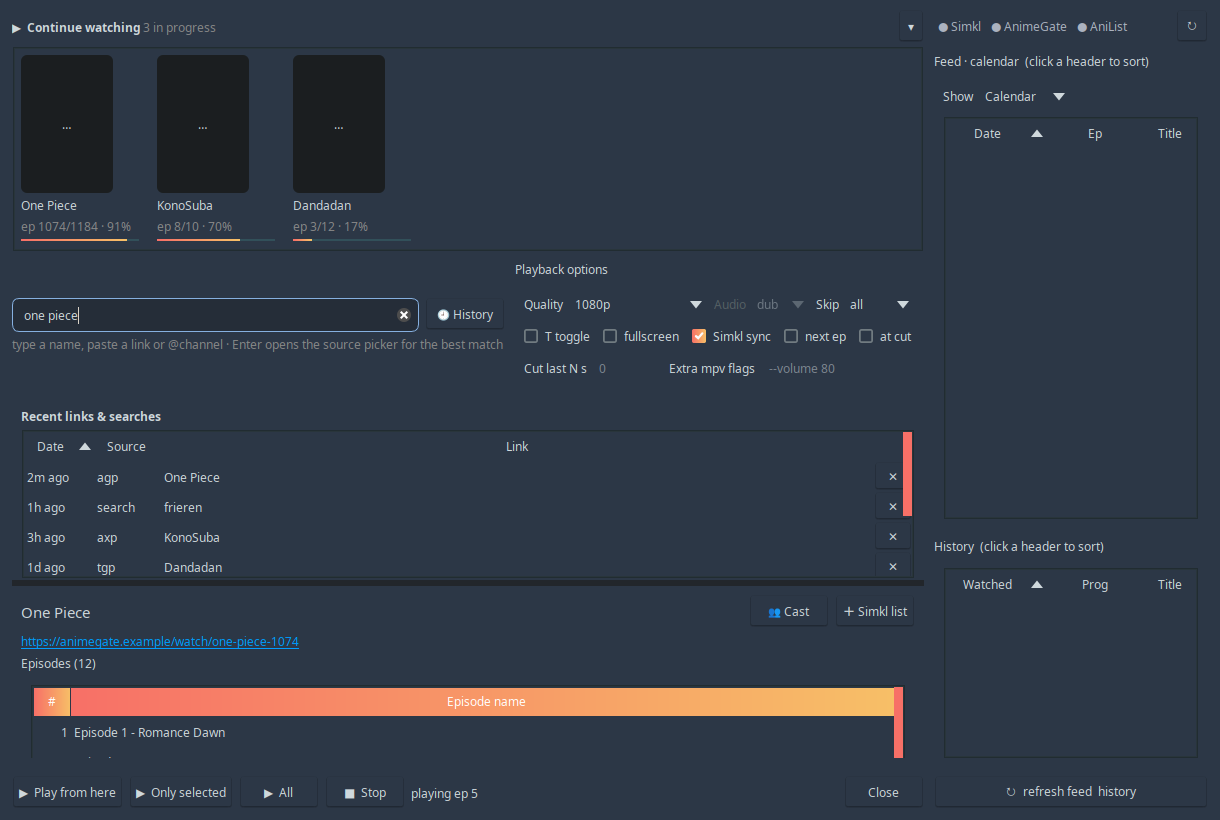 ▶ Continue watching 3 in progress ▼
...
...
...
One Piece
ep 1074/1184 · 91%
KonoSuba
ep 8/10 · 70%
Dandadan
ep 3/12 · 17%
one piece
History
type a name, paste a link or @channel · Enter opens the source picker for the best match
Playback options
Quality 1080p Audio dub Skip all
T toggle fullscreen Simkl sync next ep at cut
Cut last N s 0 Extra mpv flags --volume 80
Recent links & searches
Date Source Link
2m ago agp One Piece ✕
1h ago search frieren ✕
3h ago axp KonoSuba ✕
1d ago tgp Dandadan ✕
One Piece
Cast
+ Simkl list
https://animegate.example/watch/one-piece-1074
Episodes (12)
# Episode name
1 Episode 1 - Romance Dawn
▶ Play from here ▶ Only selected ▶ All ■ Stop playing ep 5 Close
● Simkl ● AnimeGate ● AniList ↻
Feed · calendar (click a header to sort)
Show Calendar
Date Ep Title
History (click a header to sort)
Watched Prog Title
↻ refresh feed history